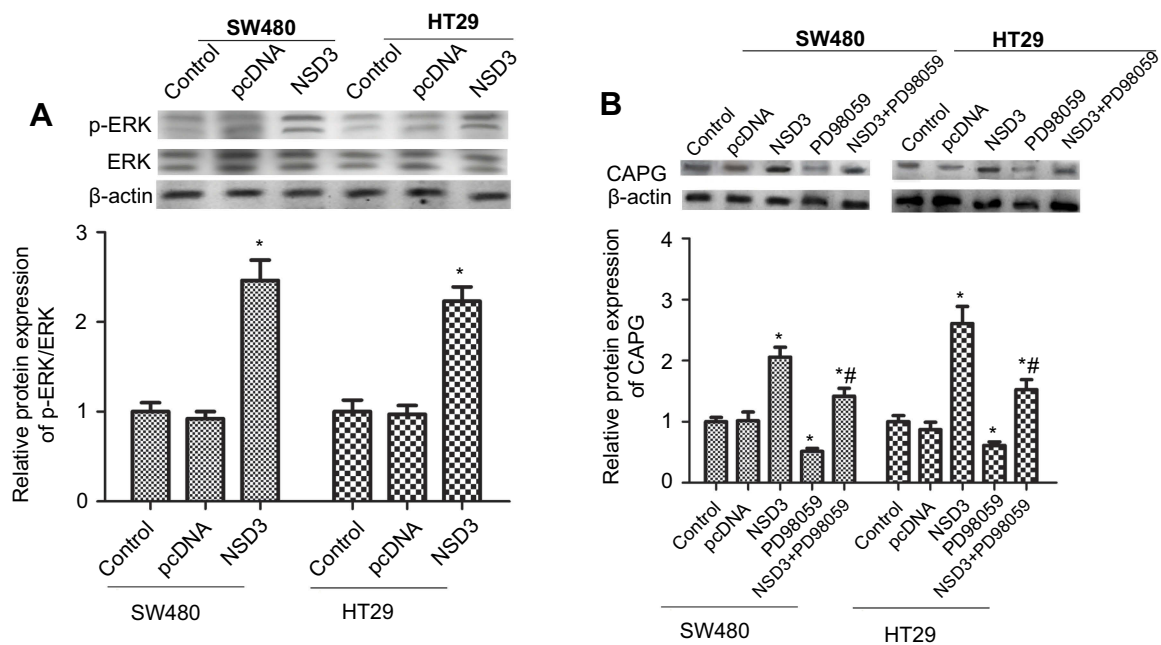 A
SW480 HT29
Control pcDNA NSD3 Control pcDNA NSD3
p-ERK
ERK
β-actin
Relative protein expression
of p-ERK/ERK
3
2
1
0
* *
Control pcDNA NSD3 Control pcDNA NSD3
SW480 HT29
B
SW480 HT29
Control pcDNA NSD3 PD98059 NSD3+PD98059 Control pcDNA NSD3 PD98059 NSD3+PD98059
CAPG
β-actin
Relative protein expression
of CAPG
4
3
2
1
0
* * *# * * *#
Control pcDNA NSD3 PD98059 NSD3+PD98059 Control pcDNA NSD3 PD98059 NSD3+PD98059
SW480 HT29